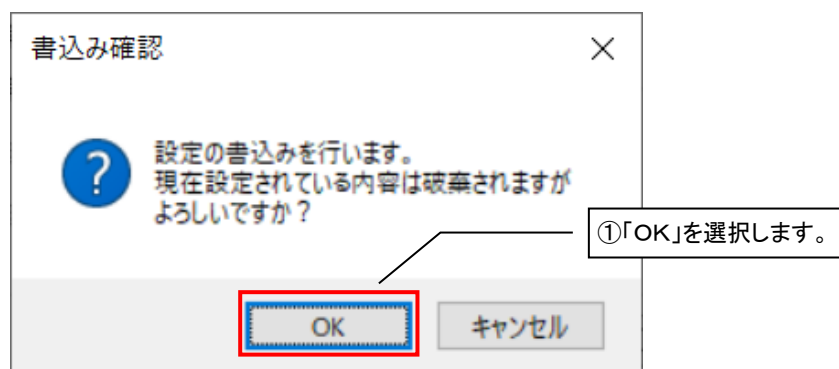 書込み確認
設定の書込みを行います。
現在設定されている内容は破棄されますが
よろしいですか？
①「OK」を選択します。
OK
キャンセル